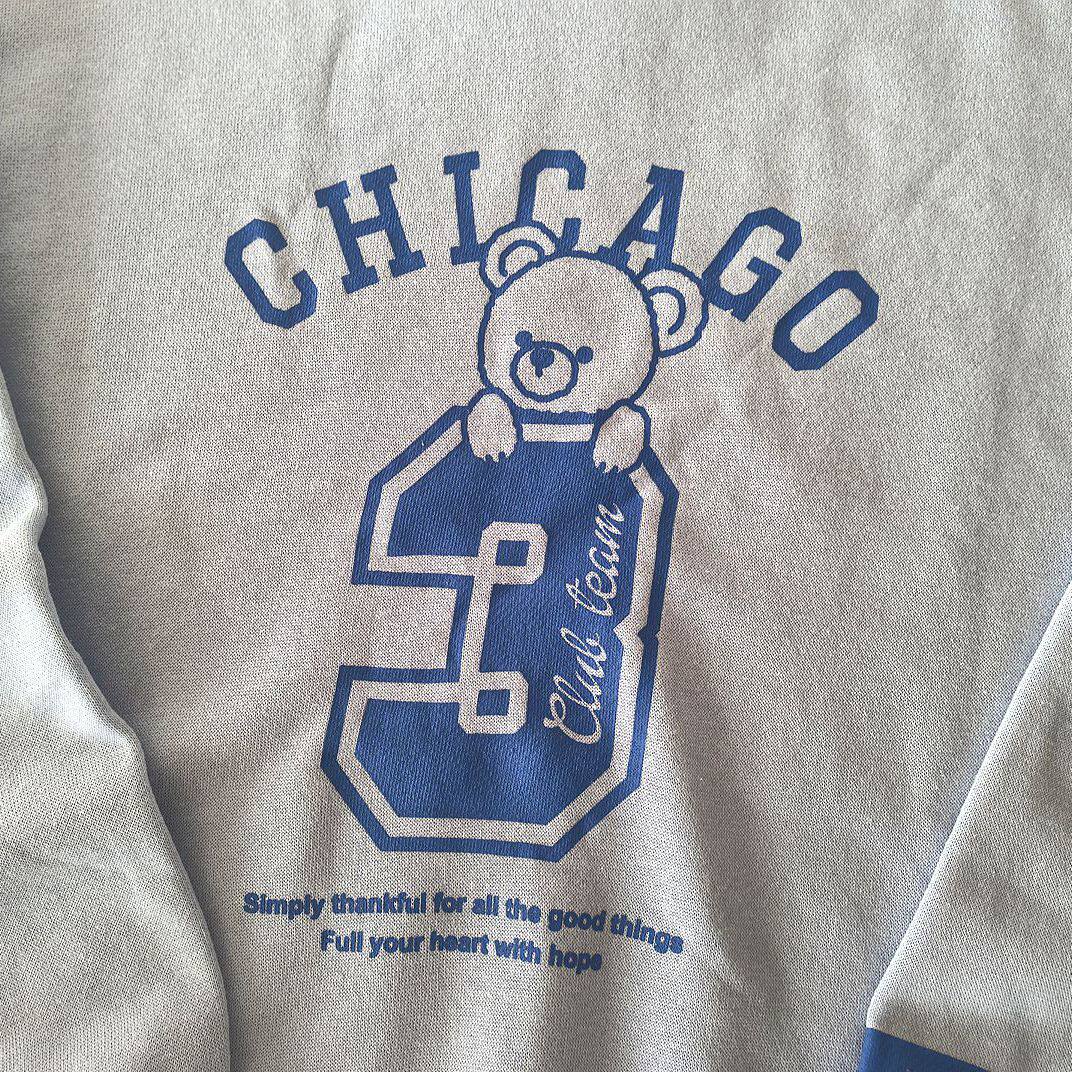 CHICAGO
3
Club team
Simply thankful for all the good things
Full your heart with hope